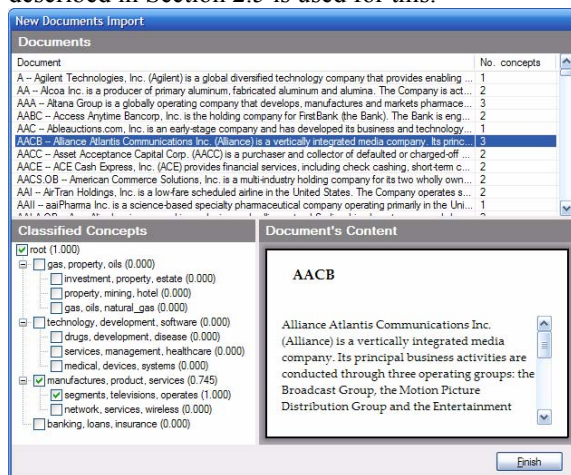 described in Section 2.5 is used for this.
New Documents Import
Documents
Document No. concepts
A -- Agilent Technologies, Inc. (Agilent) is a global diversified technology company that provides enabling ... 1
AA -- Alcoa Inc. is a producer of primary aluminum, fabricated aluminum and alumina. The Company is act... 2
AAA -- Altana Group is a globally operating company that develops, manufactures and markets pharmace... 3
AABC -- Access Anytime Bancorp, Inc. is the holding company for FirstBank (the Bank). The Bank is eng... 2
AAC -- Ableauctions.com, Inc. is an early-stage company and has developed its business and technology... 1
AACB -- Alliance Atlantis Communications Inc. (Alliance) is a vertically integrated media company. Its princ... 3
AACC -- Asset Acceptance Capital Corp. (AACC) is a purchaser and collector of defaulted or charged-off ... 2
AACE -- ACE Cash Express, Inc. (ACE) provides financial services, including check cashing, short-term c... 2
AACS.OB -- American Commerce Solutions, Inc. is a multi-industry holding company for its two wholly own... 2
AAI -- AirTran Holdings, Inc. is a low-fare scheduled airline in the United States. The Company operates s... 2
AAII -- aaiPharma Inc. is a science-based specialty pharmaceutical company operating primarily in the Uni... 1
Classified Concepts
root (1.000)
gas, property, oils (0.000)
investment, property, estate (0.000)
property, mining, hotel (0.000)
gas, oils, natural_gas (0.000)
technology, development, software (0.000)
drugs, development, disease (0.000)
services, management, healthcare (0.000)
medical, devices, systems (0.000)
manufactures, product, services (0.745)
segments, televisions, operates (1.000)
network, services, wireless (0.000)
banking, loans, insurance (0.000)
Document's Content
AACB
Alliance Atlantis Communications Inc.
(Alliance) is a vertically integrated media
company. Its principal business activities are
conducted through three operating groups: the
Broadcast Group, the Motion Picture
Distribution Group and the Entertainment
Finish